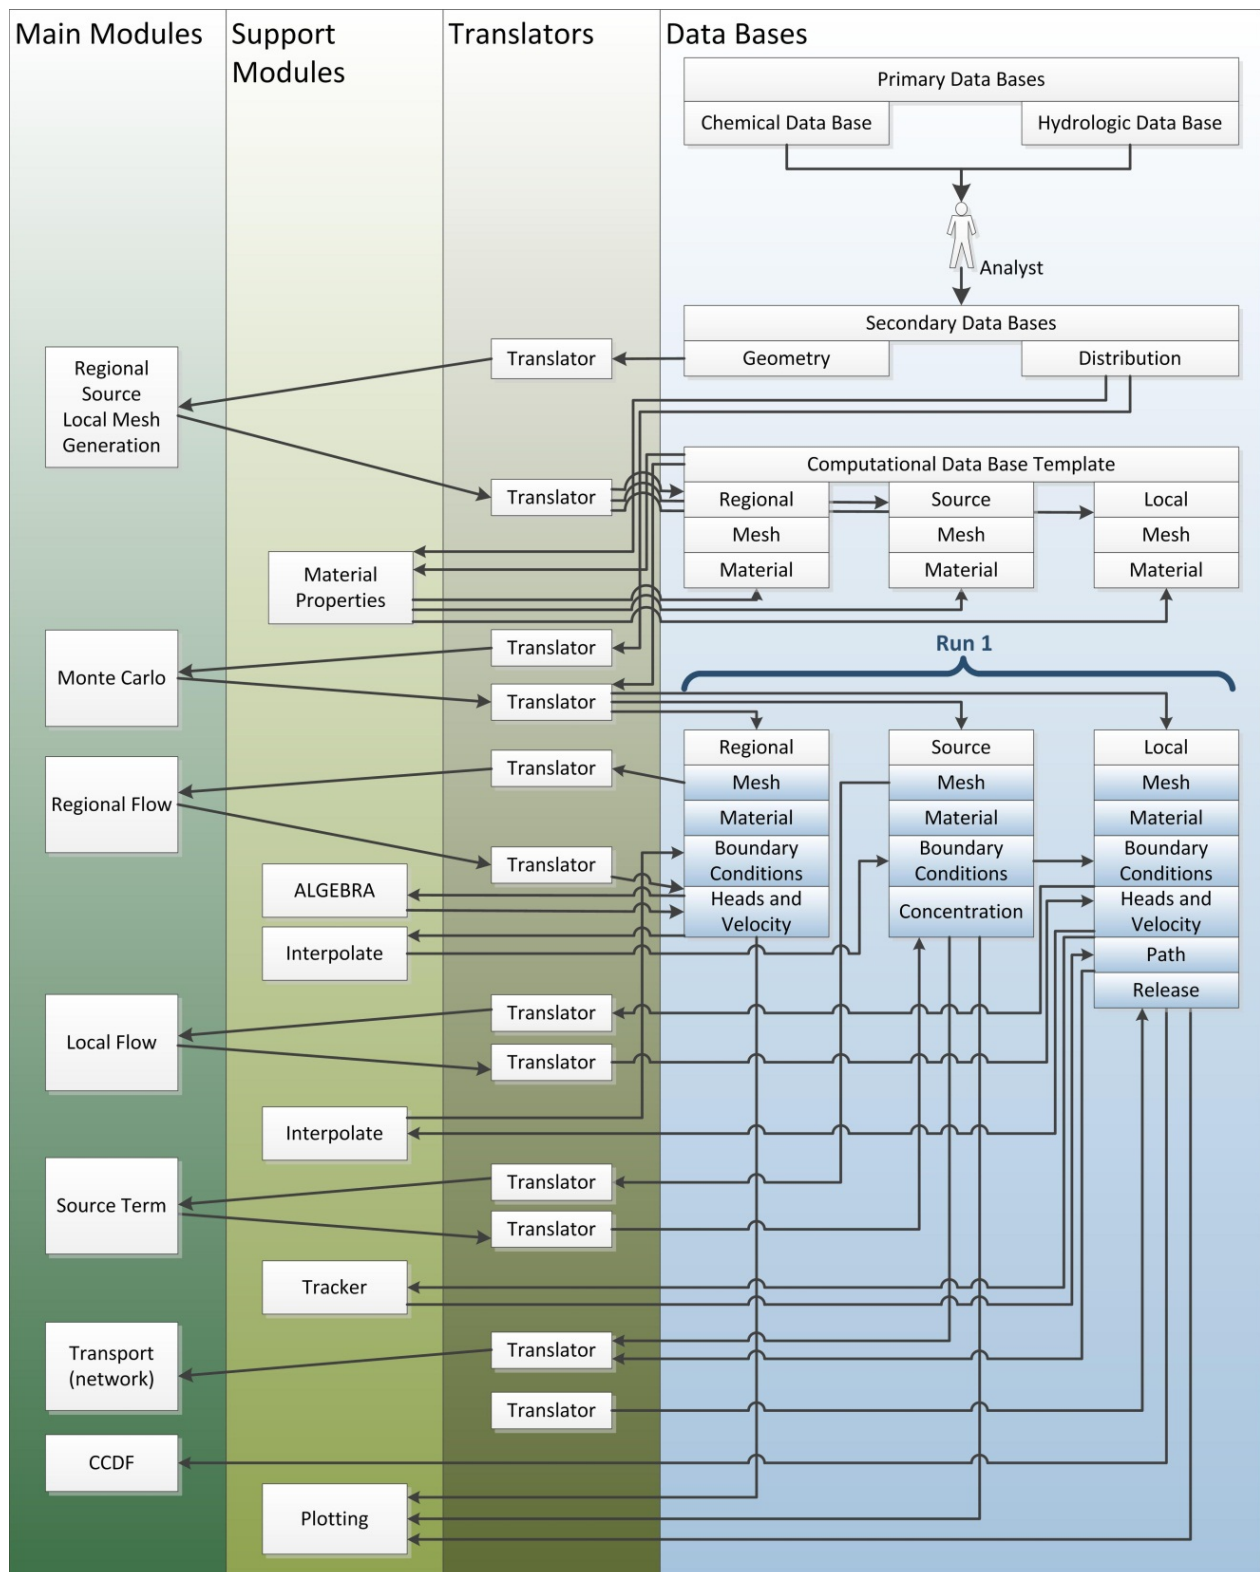 Main Modules
Support
Modules
Translators
Data Bases
Primary Data Bases
Chemical Data Base
Hydrologic Data Base
Analyst
Secondary Data Bases
Geometry
Distribution
Translator
Regional
Source
Local Mesh
Generation
Computational Data Base Template
Translator
Regional
Source
Local
Mesh
Mesh
Mesh
Material
Material
Material
Material
Properties
Run 1
Translator
Monte Carlo
Translator
Regional
Source
Local
Translator
Mesh
Mesh
Mesh
Regional Flow
Material
Material
Material
Translator
Boundary
Conditions
Boundary
Conditions
Boundary
Conditions
ALGEBRA
Heads and
Velocity
Concentration
Heads and
Velocity
Interpolate
Path
Release
Translator
Local Flow
Translator
Interpolate
Translator
Source Term
Translator
Tracker
Translator
Transport
(network)
Translator
CCDF
Plotting